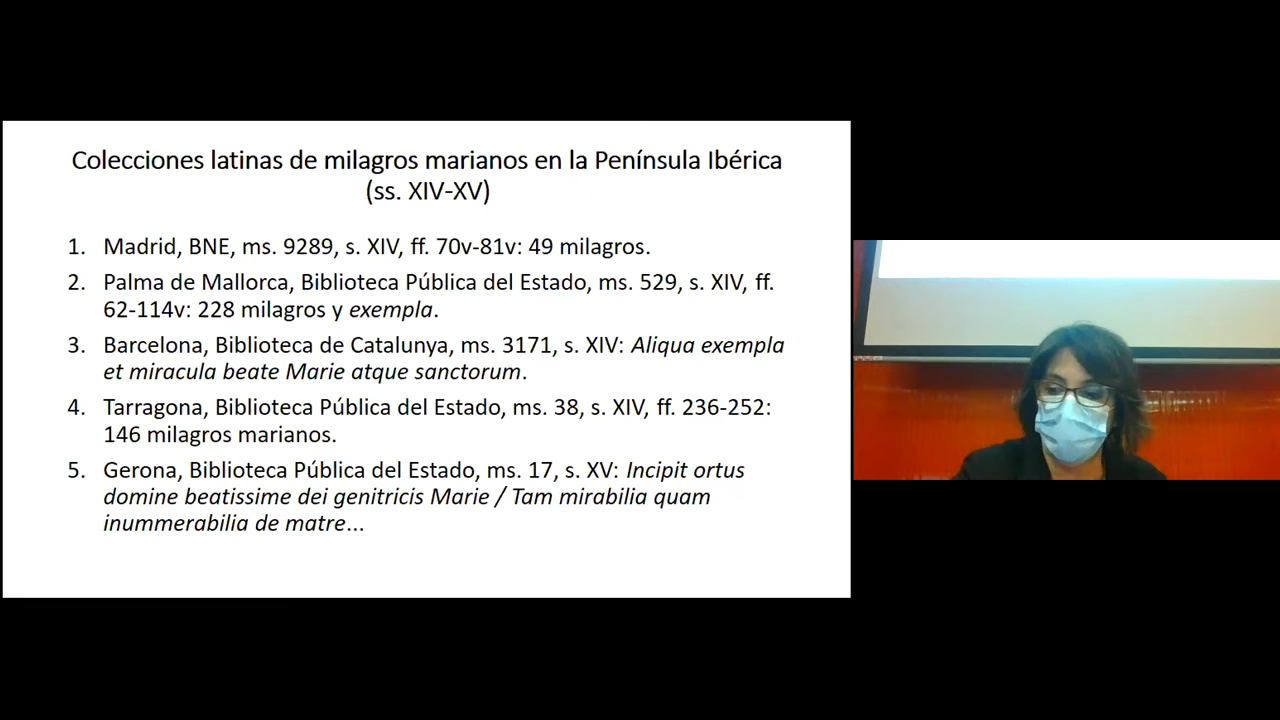 Colecciones latinas de milagros marianos en la Península Ibérica
(ss. XIV-XV)
1. Madrid, BNE, ms. 9289, s. XIV, ff. 70v-81v: 49 milagros.
2. Palma de Mallorca, Biblioteca Pública del Estado, ms. 529, s. XIV, ff.
62-114v: 228 milagros y exempla.
3. Barcelona, Biblioteca de Catalunya, ms. 3171, s. XIV: Aliqua exempla
et miracula beate Marie atque sanctorum.
4. Tarragona, Biblioteca Pública del Estado, ms. 38, s. XIV, ff. 236-252:
146 milagros marianos.
5. Gerona, Biblioteca Pública del Estado, ms. 17, s. XV: Incipit ortus
domine beatissime dei genitricis Marie / Tam mirabilia quam
inummerabilia de matre...